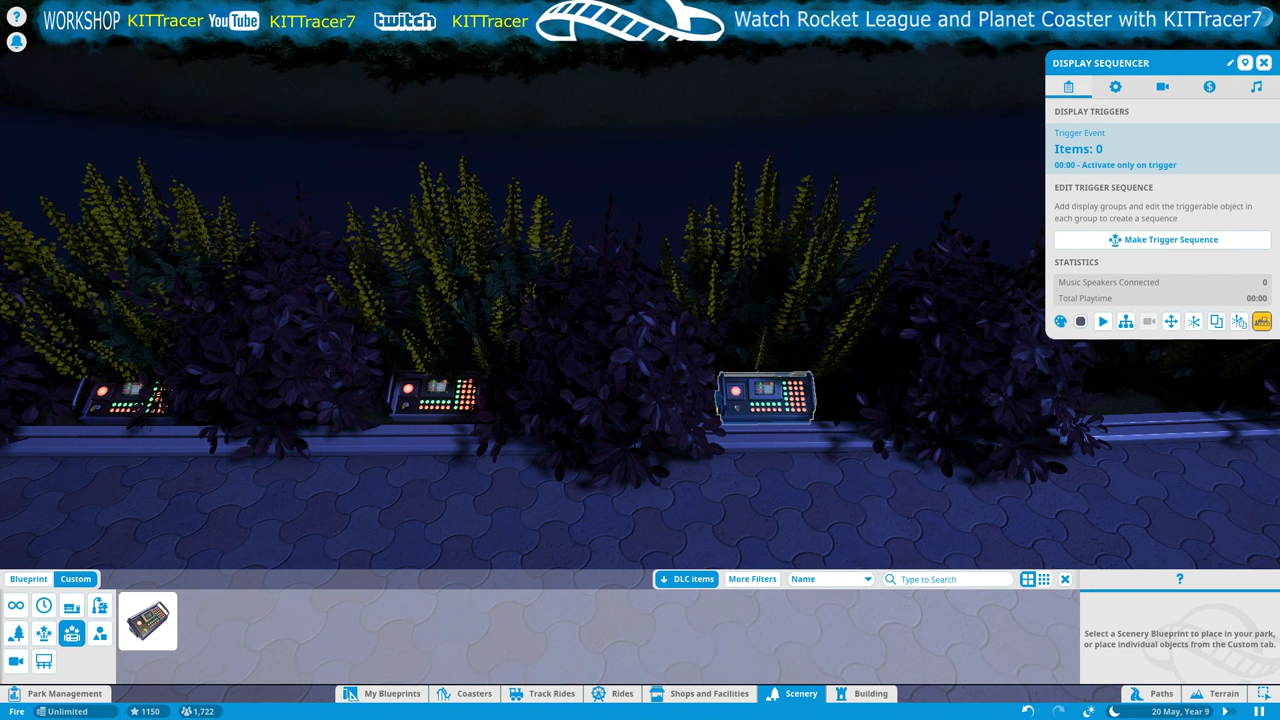 WORKSHOP KITTracer YouTube KITTracer7 twitch KITTracer Watch Rocket League and Planet Coaster with KITTracer7
DISPLAY SEQUENCER
DISPLAY TRIGGERS
Trigger Event
Items: 0
00:00 - Activate only on trigger
EDIT TRIGGER SEQUENCE
Add display groups and edit the triggerable object in
each group to create a sequence
Make Trigger Sequence
STATISTICS
Music Speakers Connected 0
Total Playtime 00:00
Blueprint Custom DLC items More Filters Name Type to Search ?
Select a Scenery Blueprint to place in your park,
or place individual objects from the Custom tab.
Park Management My Blueprints Coasters Track Rides Rides Shops and Facilities Scenery Building Paths Terrain
Fire Unlimited 1150 1,722 20 May, Year 9